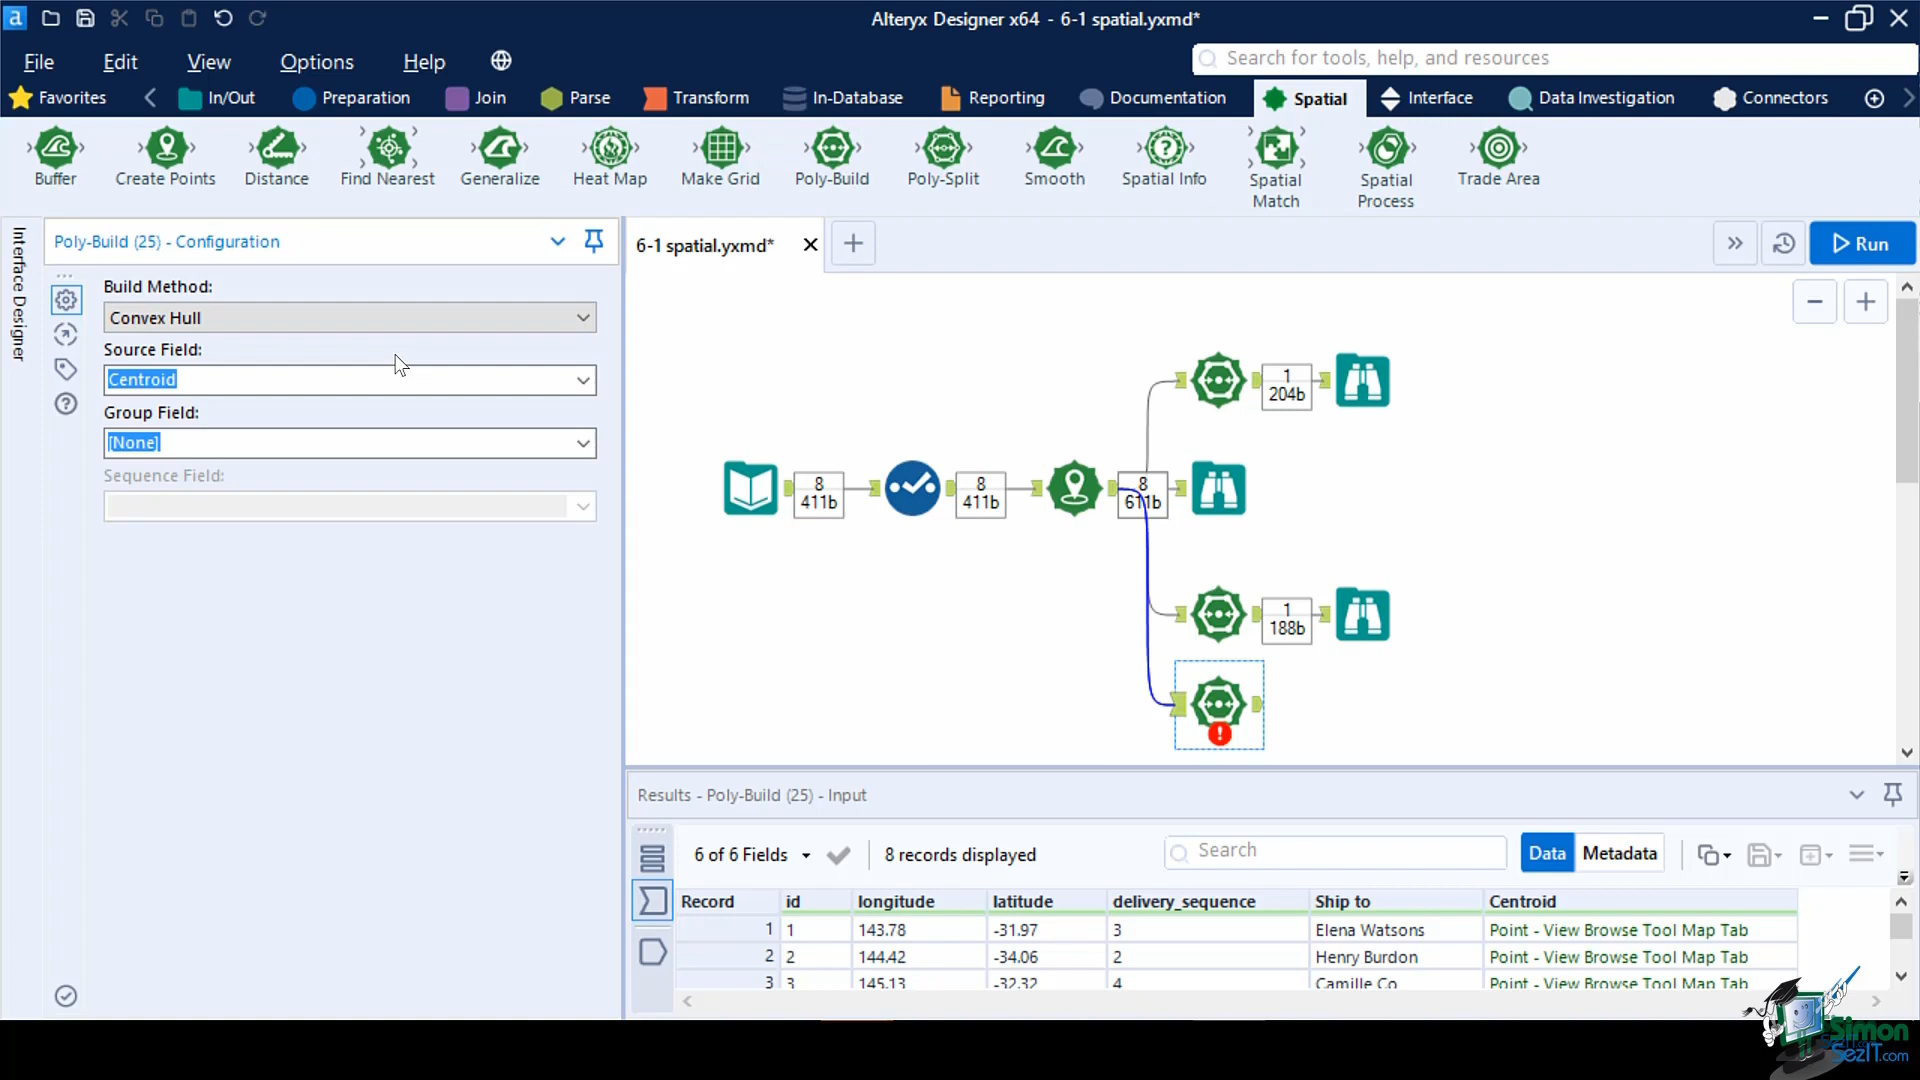 a
Alteryx Designer x64 - 6-1 spatial.yxmd*
File Edit View Options Help
Search for tools, help, and resources
Favorites In/Out Preparation Join Parse Transform In-Database Reporting Documentation Spatial Interface Data Investigation Connectors
Buffer Create Points Distance Find Nearest Generalize Heat Map Make Grid Poly-Build Poly-Split Smooth Spatial Info Spatial Match Spatial Process Trade Area
Interface Designer
Poly-Build (25) - Configuration
Build Method:
Convex Hull
Source Field:
Centroid
Group Field:
[None]
Sequence Field:
6-1 spatial.yxmd*
Run
1
204b
8
411b
8
411b
8
611b
1
188b
Results - Poly-Build (25) - Input
6 of 6 Fields 8 records displayed Search Data Metadata
Record id longitude latitude delivery_sequence Ship to Centroid
1 1 143.78 -31.97 3 Elena Watsons Point - View Browse Tool Map Tab
2 2 144.42 -34.06 2 Henry Burdon Point - View Browse Tool Map Tab
3 3 145.13 -32.32 4 Camille Co Point - View Browse Tool Map Tab
Simon
SezIT.com